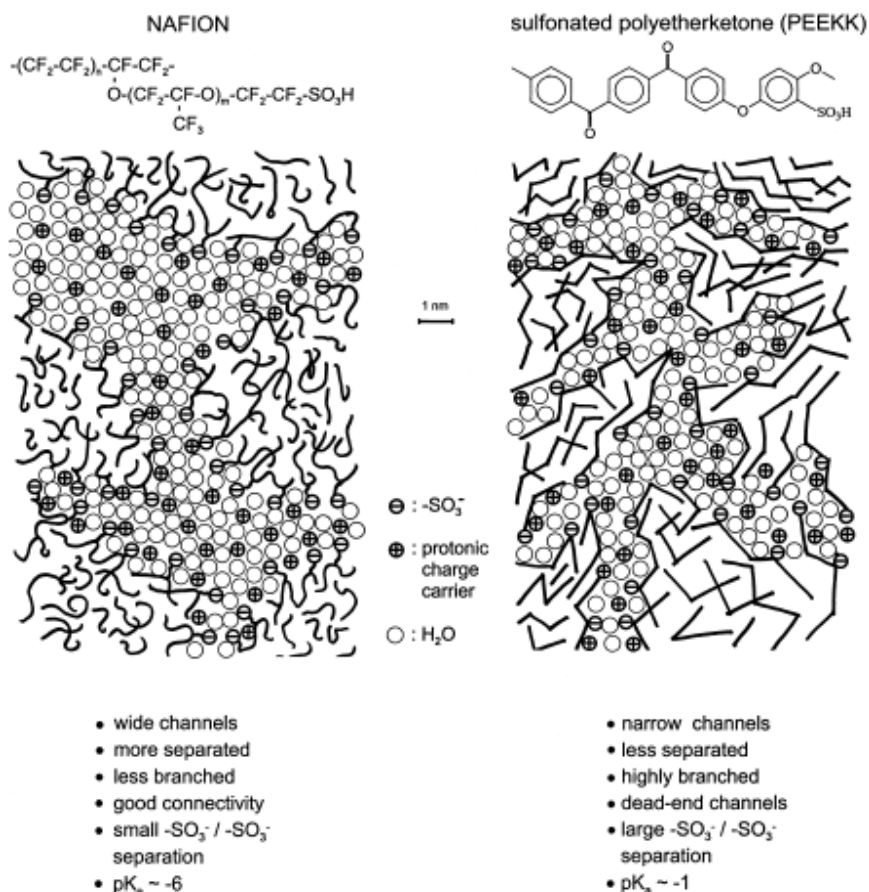 NAFION
-(CF₂-CF₂)ₙ-CF-CF₂-
O-(CF₂-CF-O)ₘ-CF₂-CF₂-SO₃H
CF₃
sulfonated polyetherketone (PEEKK)
O
O
O
O
SO₃H
1 nm
⊖ : -SO₃⁻
⊕ : protonic
charge
carrier
○ : H₂O
• wide channels
• more separated
• less branched
• good connectivity
• small -SO₃⁻ / -SO₃⁻
separation
• pKₐ ~ -6
• narrow channels
• less separated
• highly branched
• dead-end channels
• large -SO₃⁻ / -SO₃⁻
separation
• pKₐ ~ -1